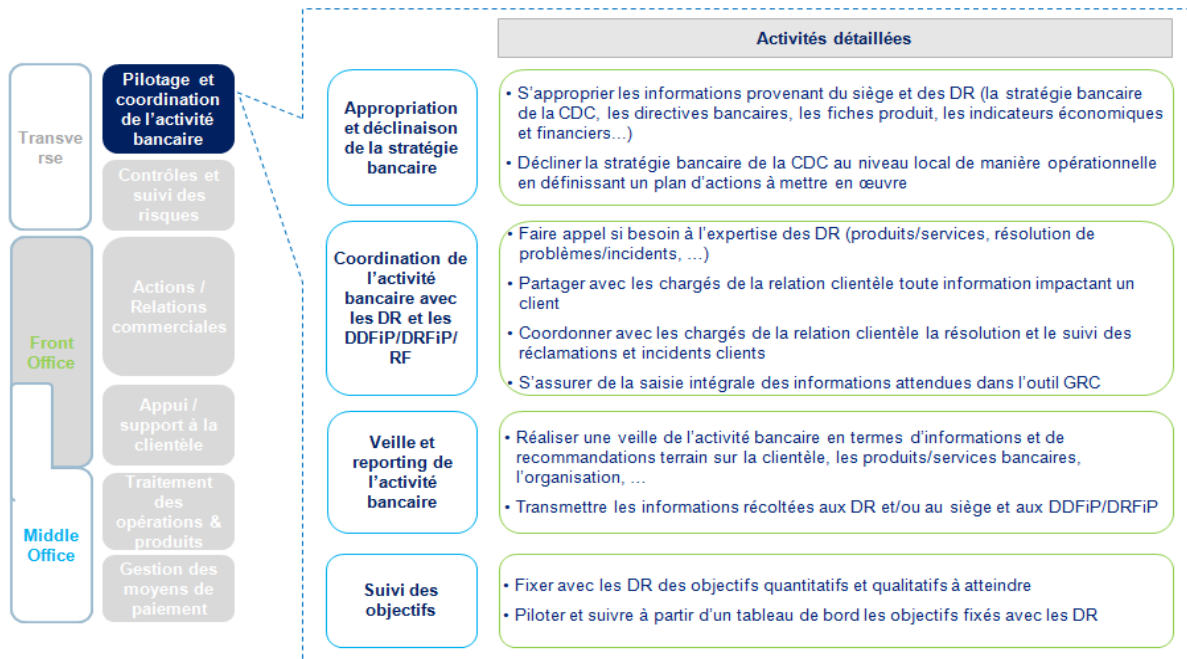 Activités détaillées
Transve
rse
Front
Office
Middle
Office
Pilotage et
coordination
de l’activité
bancaire
Contrôles et
suivi des
risques
Actions /
Relations
commerciales
Appui /
support à la
clientèle
Traitement
des
opérations &
produits
Gestion des
moyens de
paiement
Appropriation
et déclinaison
de la stratégie
bancaire
• S’approprier les informations provenant du siège et des DR (la stratégie bancaire
de la CDC, les directives bancaires, les fiches produit, les indicateurs économiques
et financiers…)
• Décliner la stratégie bancaire de la CDC au niveau local de manière opérationnelle
en définissant un plan d’actions à mettre en œuvre
Coordination de
l’activité
bancaire avec
les DR et les
DDFiP/DRFiP/
RF
• Faire appel si besoin à l’expertise des DR (produits/services, résolution de
problèmes/incidents, …)
• Partager avec les chargés de la relation clientèle toute information impactant un
client
• Coordonner avec les chargés de la relation clientèle la résolution et le suivi des
réclamations et incidents clients
• S’assurer de la saisie intégrale des informations attendues dans l’outil GRC
Veille et
reporting de
l’activité
bancaire
• Réaliser une veille de l’activité bancaire en termes d’informations et de
recommandations terrain sur la clientèle, les produits/services bancaires,
l’organisation, …
• Transmettre les informations récoltées aux DR et/ou au siège et aux DDFiP/DRFiP
Suivi des
objectifs
• Fixer avec les DR des objectifs quantitatifs et qualitatifs à atteindre
• Piloter et suivre à partir d’un tableau de bord les objectifs fixés avec les DR